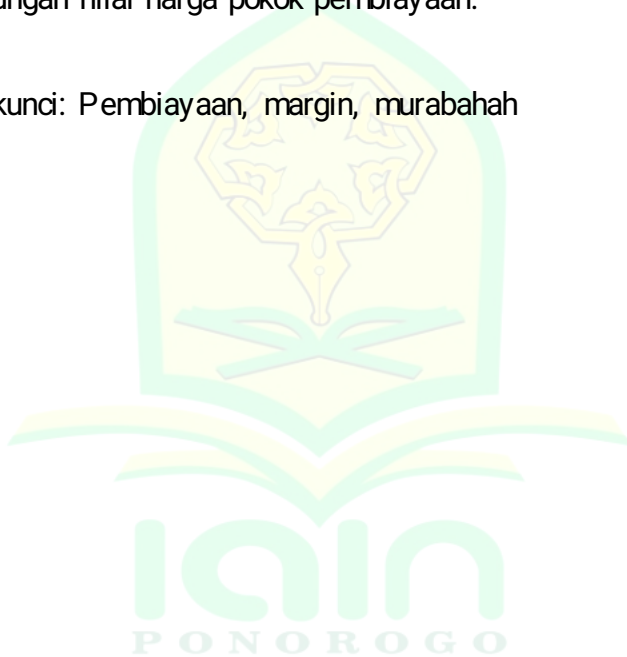 ungan nilai harga pokok pembiayaan.
kunci: Pembiayaan, margin, murabahah
iain
PONOROGO